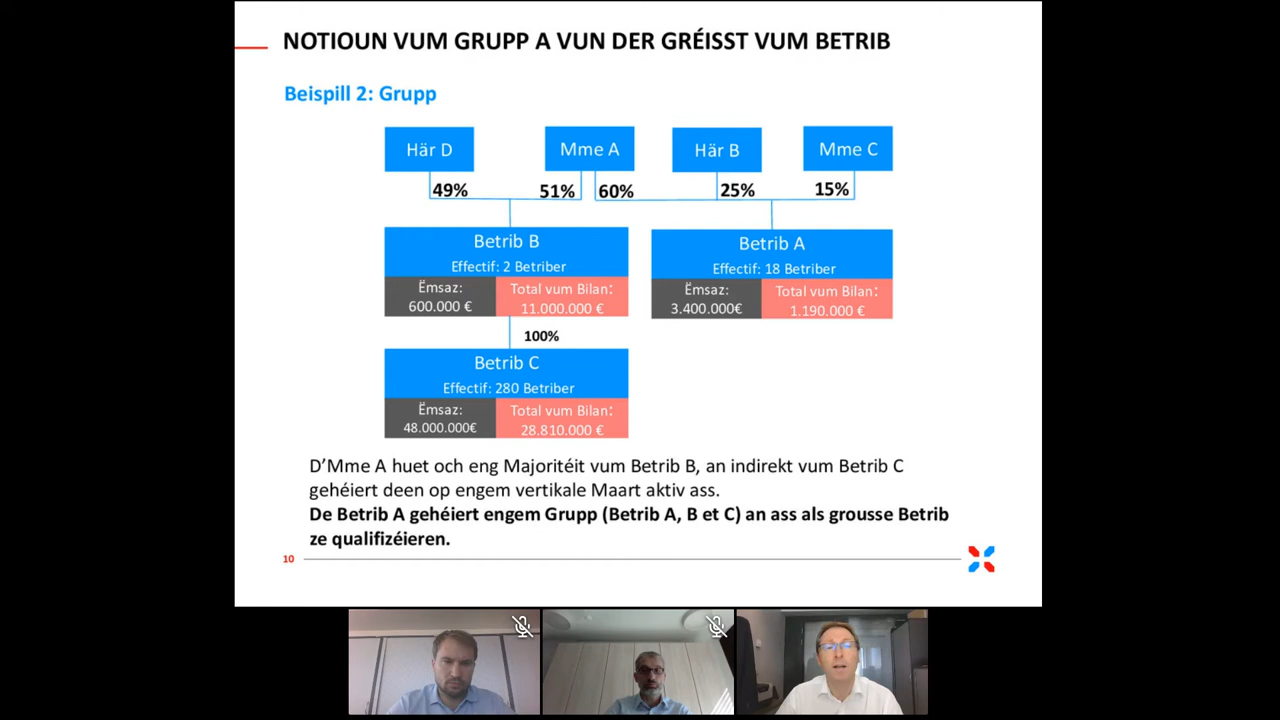 NOTIOUN VUM GRUPP A VUN DER GRÉISST VUM BETRIB
Beispill 2: Grupp
Här D
Mme A
Här B
Mme C
49%
51%
60%
25%
15%
Betrib B
Effectif: 2 Betriber
Ëmsaz:
600.000 €
Total vum Bilan:
11.000.000 €
Betrib A
Effectif: 18 Betriber
Ëmsaz:
3.400.000€
Total vum Bilan:
1.190.000 €
100%
Betrib C
Effectif: 280 Betriber
Ëmsaz:
48.000.000€
Total vum Bilan:
28.810.000 €
D’Mme A huet och eng Majoritéit vum Betrib B, an indirekt vum Betrib C
gehéiert deen op engem vertikale Maart aktiv ass.
De Betrib A gehéiert engem Grupp (Betrib A, B et C) an ass als grousse Betrib
ze qualifizéieren.
10